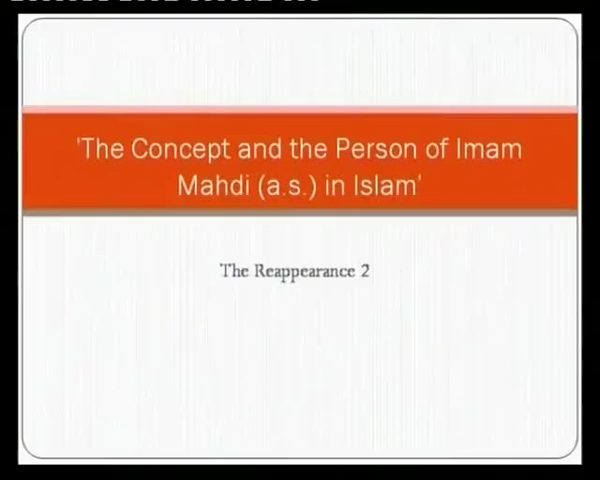 'The Concept and the Person of Imam
Mahdi (a.s.) in Islam'
The Reappearance 2